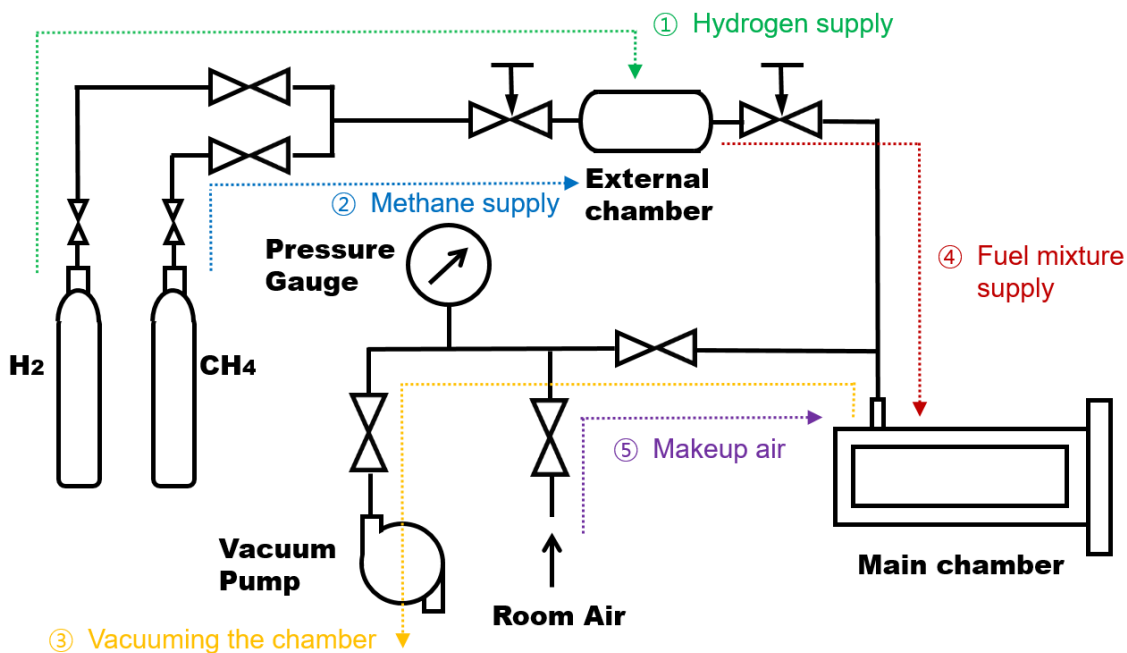 ① Hydrogen supply
External
chamber
② Methane supply
Pressure
Gauge
④ Fuel mixture
supply
H2
CH4
⑤ Makeup air
Vacuum
Pump
Main chamber
Room Air
③ Vacuuming the chamber